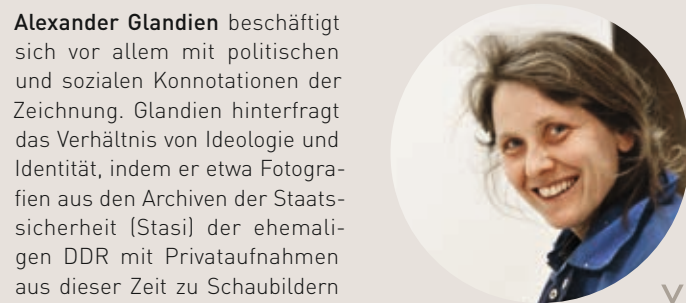 Alexander Glandien beschäftigt
sich vor allem mit politischen
und sozialen Konnotationen der
Zeichnung. Glandien hinterfragt
das Verhältnis von Ideologie und
Identität, indem er etwa Fotogra-
fien aus den Archiven der Staats-
sicherheit (Stasi) der ehemali-
gen DDR mit Privataufnahmen
aus dieser Zeit zu Schaubildern